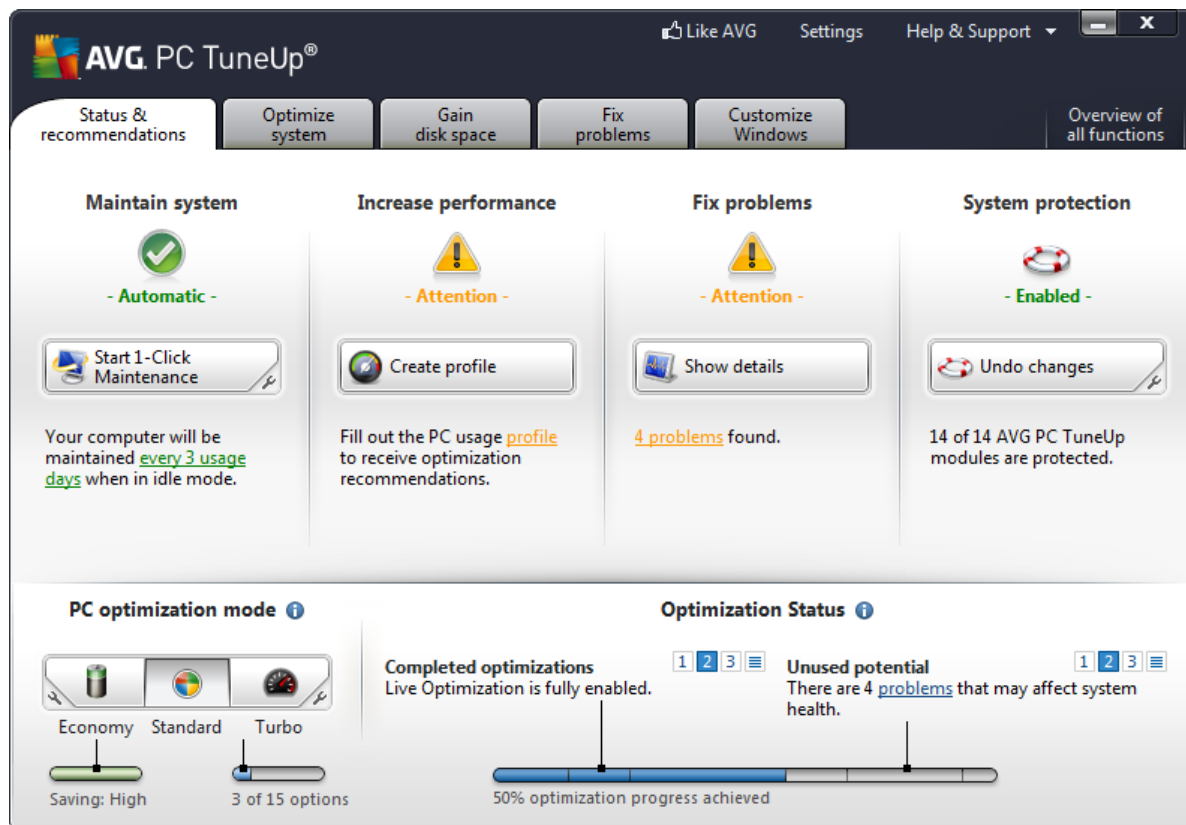 Like AVG Settings Help & Support
AVG. PC TuneUp®
Status &
recommendations
Optimize
system
Gain
disk space
Fix
problems
Customize
Windows
Overview of
all functions
Maintain system
- Automatic -
Start 1-Click
Maintenance
Your computer will be
maintained every 3 usage
days when in idle mode.
Increase performance
- Attention -
Create profile
Fill out the PC usage profile
to receive optimization
recommendations.
Fix problems
- Attention -
Show details
4 problems found.
System protection
- Enabled -
Undo changes
14 of 14 AVG PC TuneUp
modules are protected.
PC optimization mode
Economy Standard Turbo
Saving: High
3 of 15 options
Optimization Status
Completed optimizations
1 2 3
Live Optimization is fully enabled.
Unused potential
1 2 3
There are 4 problems that may affect system
health.
50% optimization progress achieved